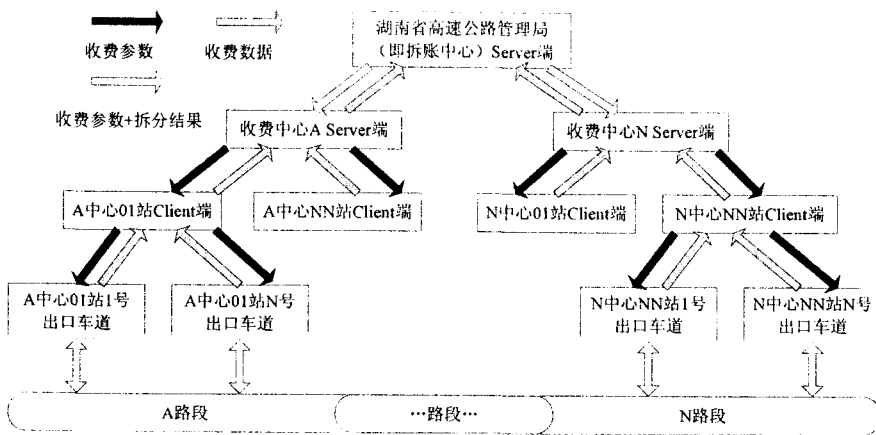 收费参数
收费数据
收费参数+拆分结果
湖南省高速公路管理局
（即拆账中心）Server端
收费中心A Server端
收费中心N Server端
A中心01站Client端
A中心NN站Client端
N中心01站Client端
N中心NN站Client端
A中心01站1号
出口车道
A中心01站N号
出口车道
N中心NN站1号
出口车道
N中心NN站N号
出口车道
A路段
…路段…
N路段